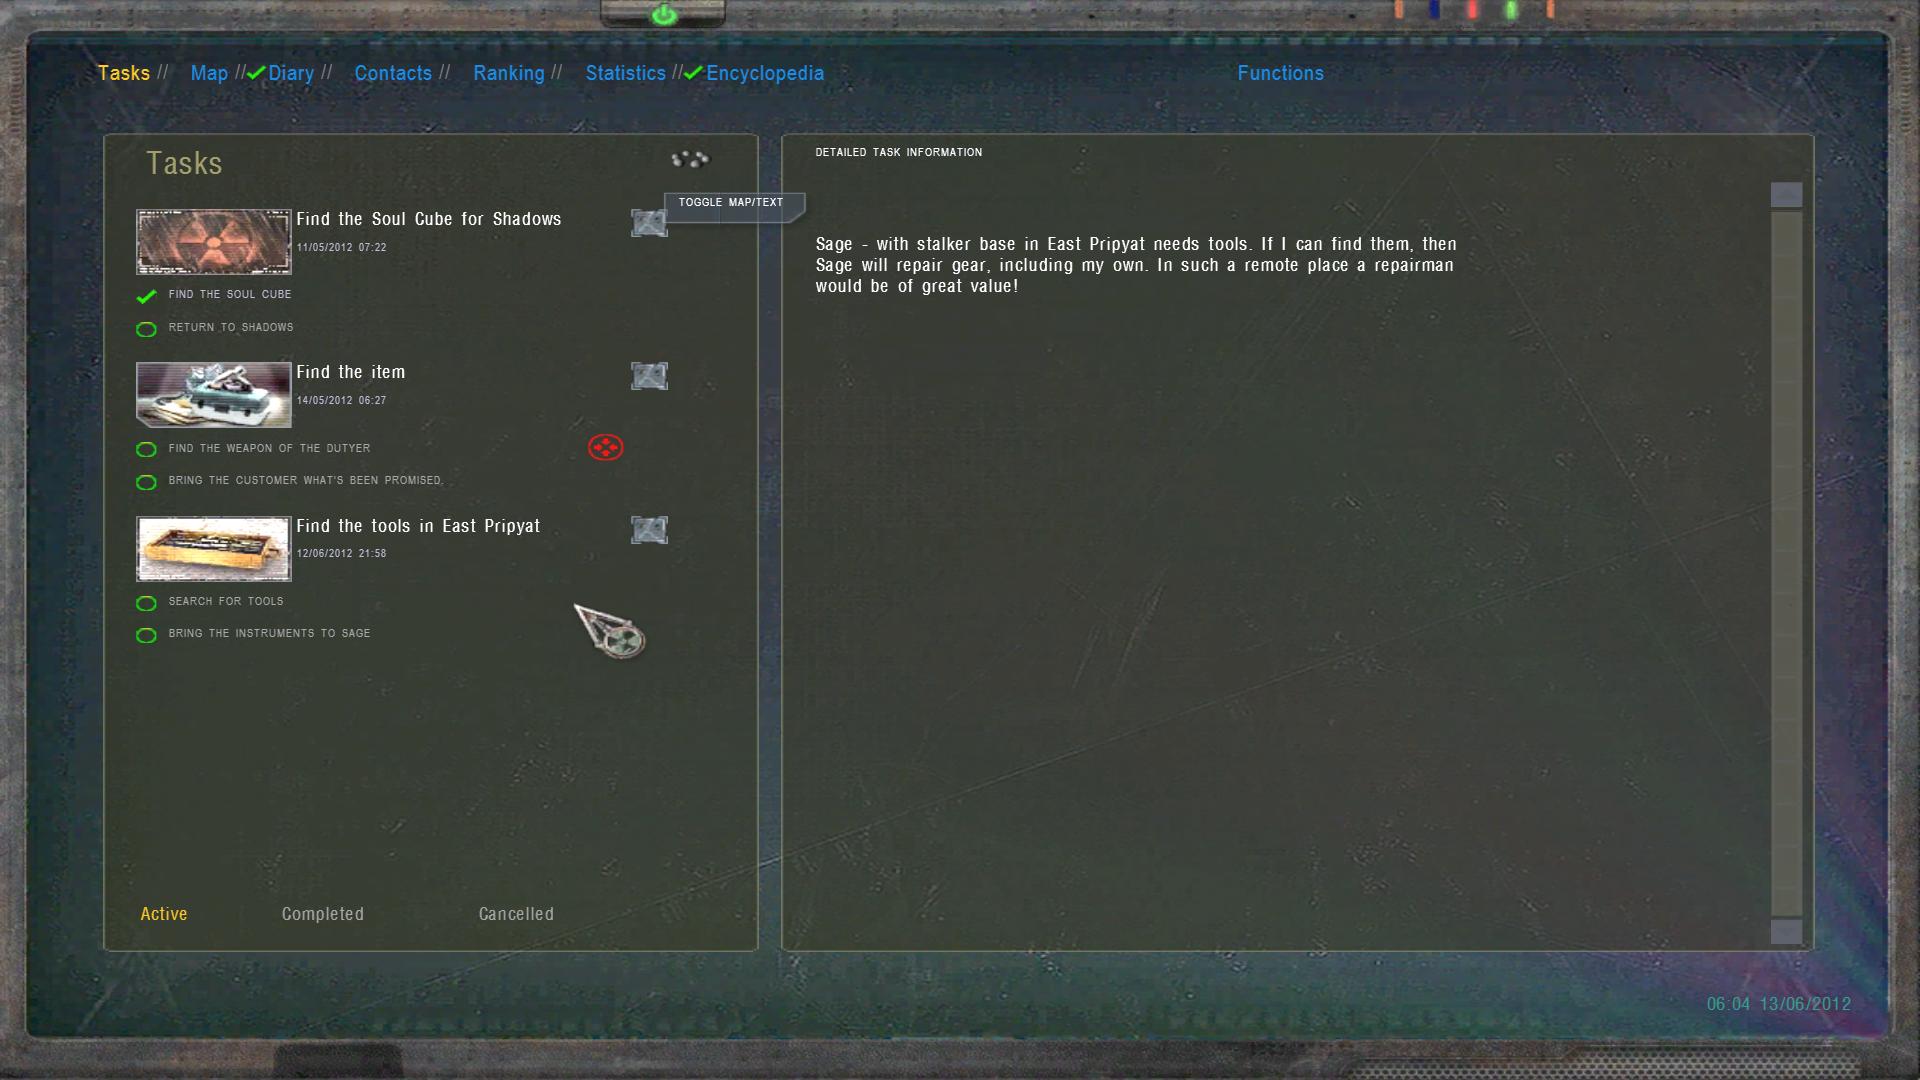 Tasks // Map // Diary // Contacts // Ranking // Statistics // Encyclopedia Functions
Tasks
TOGGLE MAP/TEXT
Find the Soul Cube for Shadows
11/05/2012 07:22
FIND THE SOUL CUBE
RETURN TO SHADOWS
Find the item
14/05/2012 06:27
FIND THE WEAPON OF THE DUTYER
BRING THE CUSTOMER WHAT'S BEEN PROMISED.
Find the tools in East Pripyat
12/06/2012 21:58
SEARCH FOR TOOLS
BRING THE INSTRUMENTS TO SAGE
Active Completed Cancelled
DETAILED TASK INFORMATION
Sage - with stalker base in East Pripyat needs tools. If I can find them, then
Sage will repair gear, including my own. In such a remote place a repairman
would be of great value!
06:04 13/06/2012